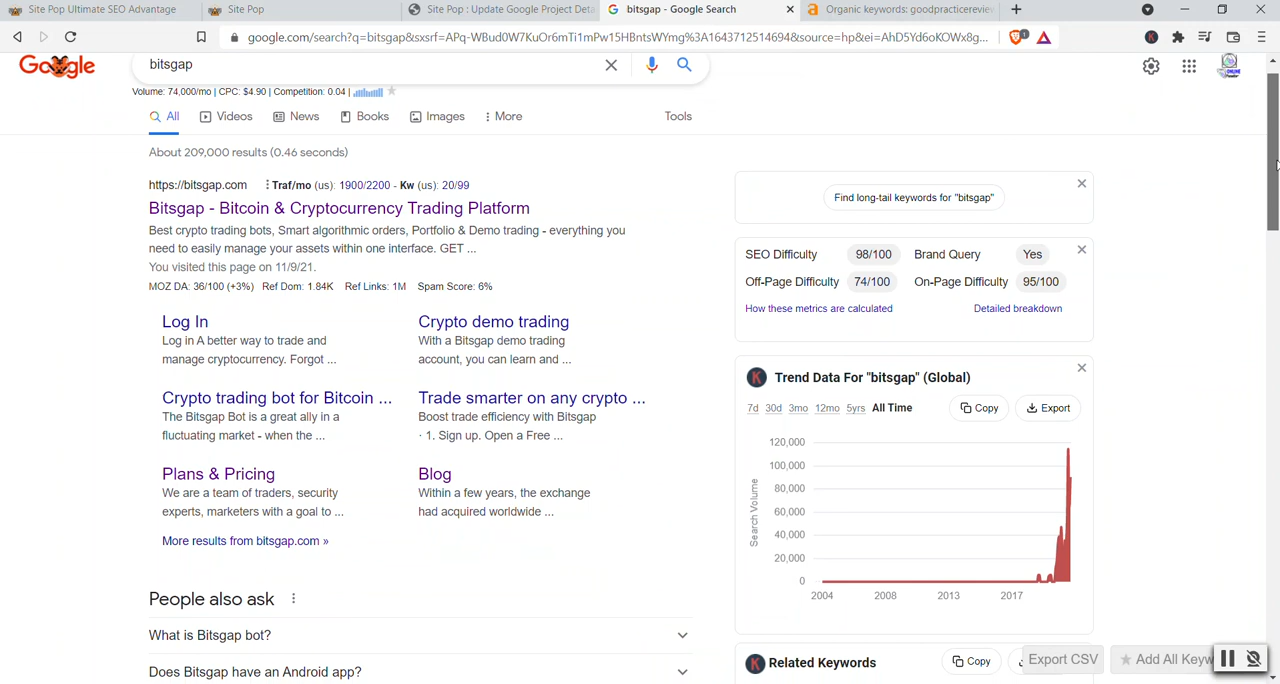 Site Pop Ultimate SEO Advantage
Site Pop
Site Pop : Update Google Project Deta
bitsgap - Google Search
Organic keywords: goodpracticereview
google.com/search?q=bitsgap&sxsrf=APq-WBud0W7KuOr6mTi1mPw15HBntsWYmg%3A1643712514694&source=hp&ei=AhD5Yd6oKOWx8g...
1
Google
bitsgap
ONLINE
Volume: 74,000/mo | CPC: $4.90 | Competition: 0.04 |
All
Videos
News
Books
Images
More
Tools
About 209,000 results (0.46 seconds)
https://bitsgap.com
Traf/mo (us): 1900/2200 - Kw (us): 20/99
Bitsgap - Bitcoin & Cryptocurrency Trading Platform
Best crypto trading bots, Smart algorithmic orders, Portfolio & Demo trading - everything you
need to easily manage your assets within one interface. GET ...
You visited this page on 11/9/21.
MOZ DA: 36/100 (+3%) Ref Dom: 1.84K Ref Links: 1M Spam Score: 6%
Log In
Log in A better way to trade and
manage cryptocurrency. Forgot ...
Crypto demo trading
With a Bitsgap demo trading
account, you can learn and ...
Crypto trading bot for Bitcoin ...
The Bitsgap Bot is a great ally in a
fluctuating market - when the ...
Trade smarter on any crypto ...
Boost trade efficiency with Bitsgap
· 1. Sign up. Open a Free ...
Plans & Pricing
We are a team of traders, security
experts, marketers with a goal to ...
Blog
Within a few years, the exchange
had acquired worldwide ...
More results from bitsgap.com »
People also ask
What is Bitsgap bot?
Does Bitsgap have an Android app?
Find long-tail keywords for "bitsgap"
SEO Difficulty 98/100 Brand Query Yes
Off-Page Difficulty 74/100 On-Page Difficulty 95/100
How these metrics are calculated
Detailed breakdown
K
Trend Data For "bitsgap" (Global)
7d 30d 3mo 12mo 5yrs All Time
Copy
Export
Search Volume
120,000
100,000
80,000
60,000
40,000
20,000
0
2004 2008 2013 2017
K
Related Keywords
Copy
Export CSV
Add All Keyw